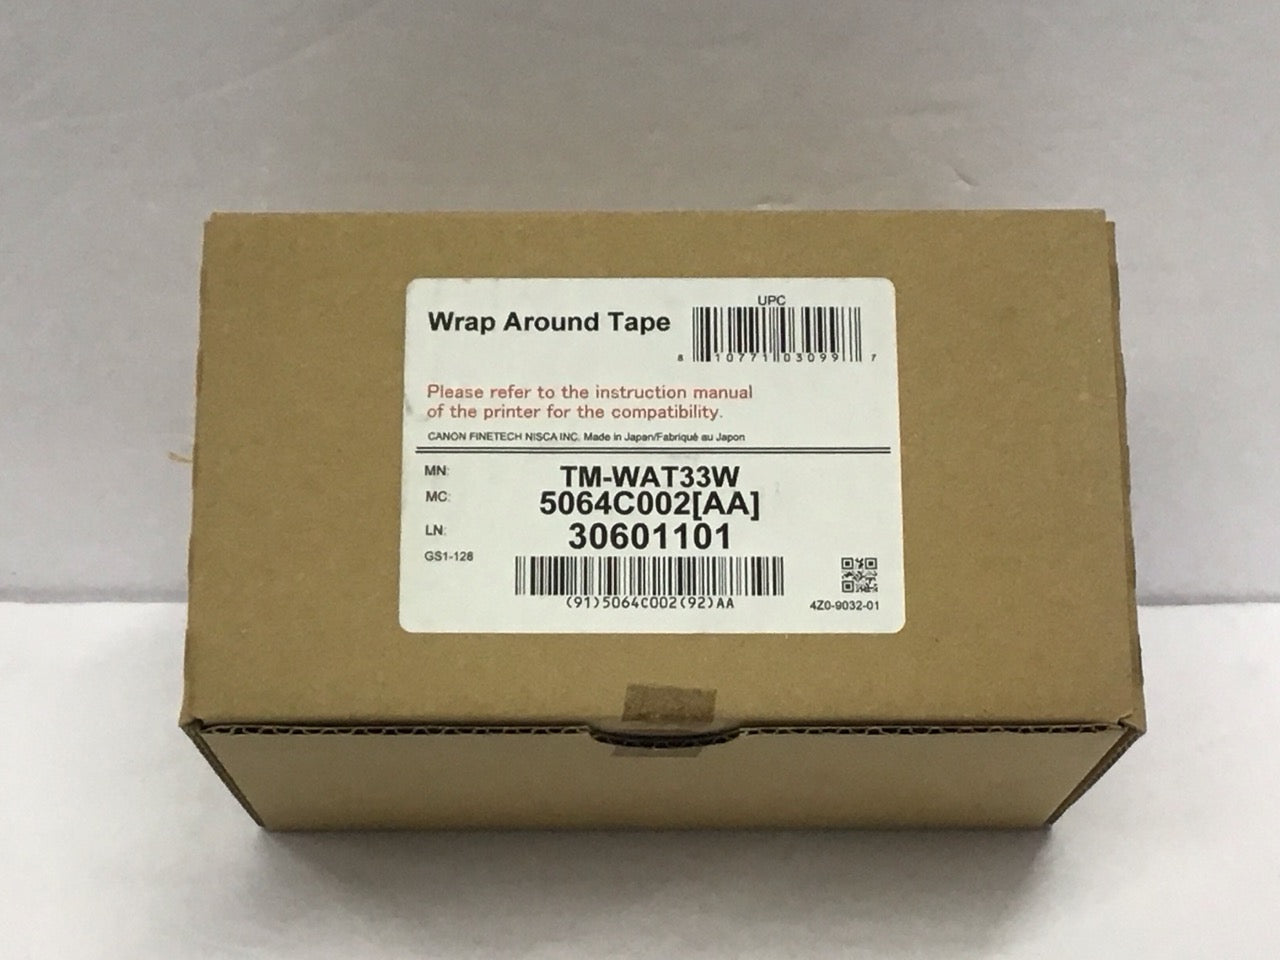 UPC
Wrap Around Tape
8 10771 03099 7
Please refer to the instruction manual
of the printer for the compatibility.
CANON FINETECH NISCA INC. Made in Japan/Fabriqué au Japon
MN: TM-WAT33W
MC: 5064C002[AA]
LN: 30601101
GS1-128
(91)5064C002(92)AA
4Z0-9032-01